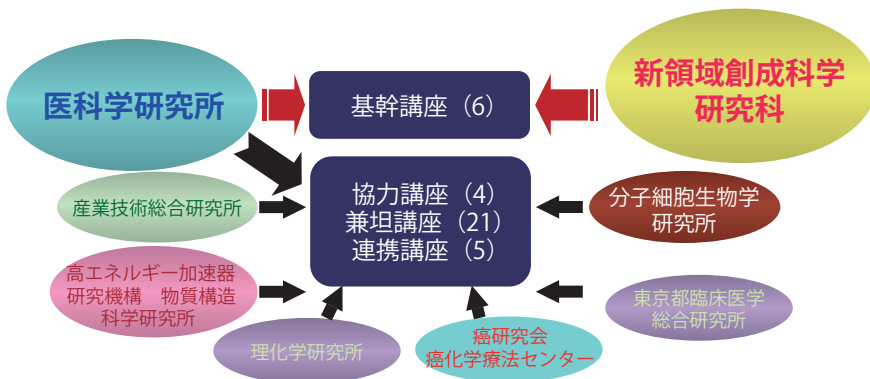 医科学研究所
基幹講座（6）
新領域創成科学
研究科
協力講座（4）
兼坦講座（21）
連携講座（5）
産業技術総合研究所
分子細胞生物学
研究所
高エネルギー加速器
研究機構　物質構造
科学研究所
東京都臨床医学
総合研究所
理化学研究所
癌研究会
癌化学療法センター